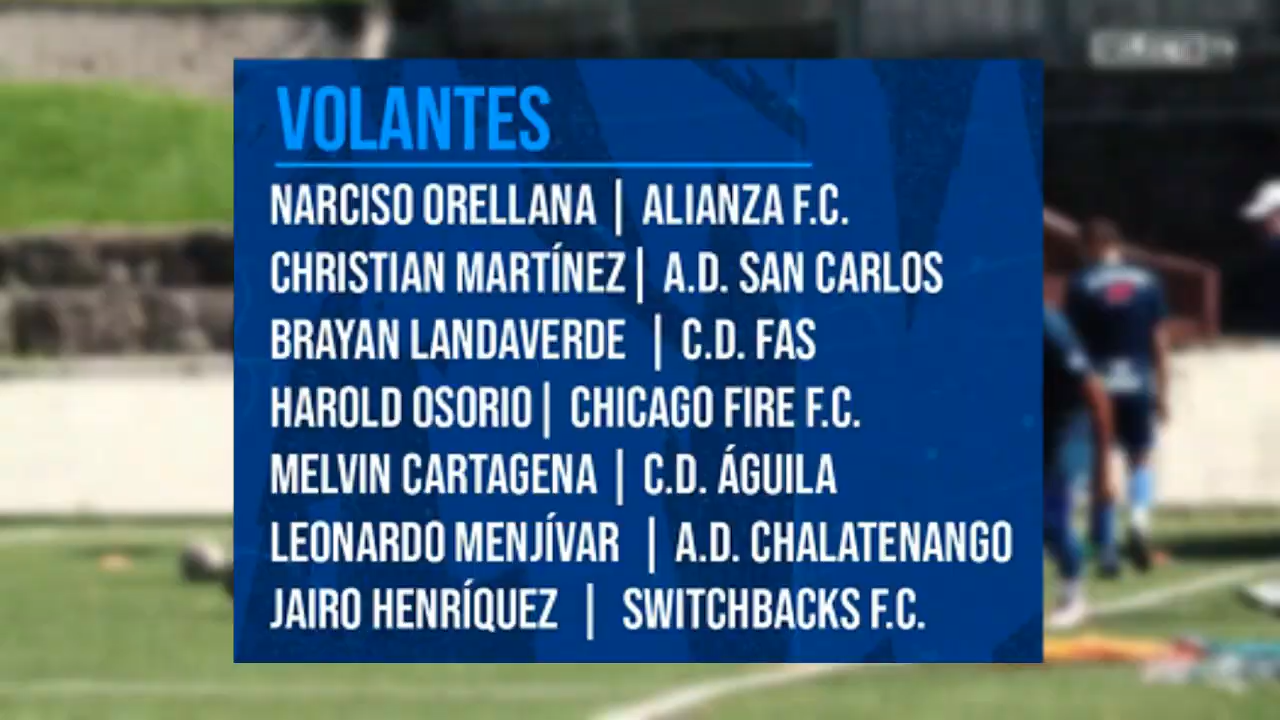 VOLANTES
NARCISO ORELLANA | ALIANZA F.C.
CHRISTIAN MARTÍNEZ | A.D. SAN CARLOS
BRAYAN LANDAVERDE | C.D. FAS
HAROLD OSORIO | CHICAGO FIRE F.C.
MELVIN CARTAGENA | C.D. ÁGUILA
LEONARDO MENJÍVAR | A.D. CHALATENANGO
JAIRO HENRÍQUEZ | SWITCHBACKS F.C.